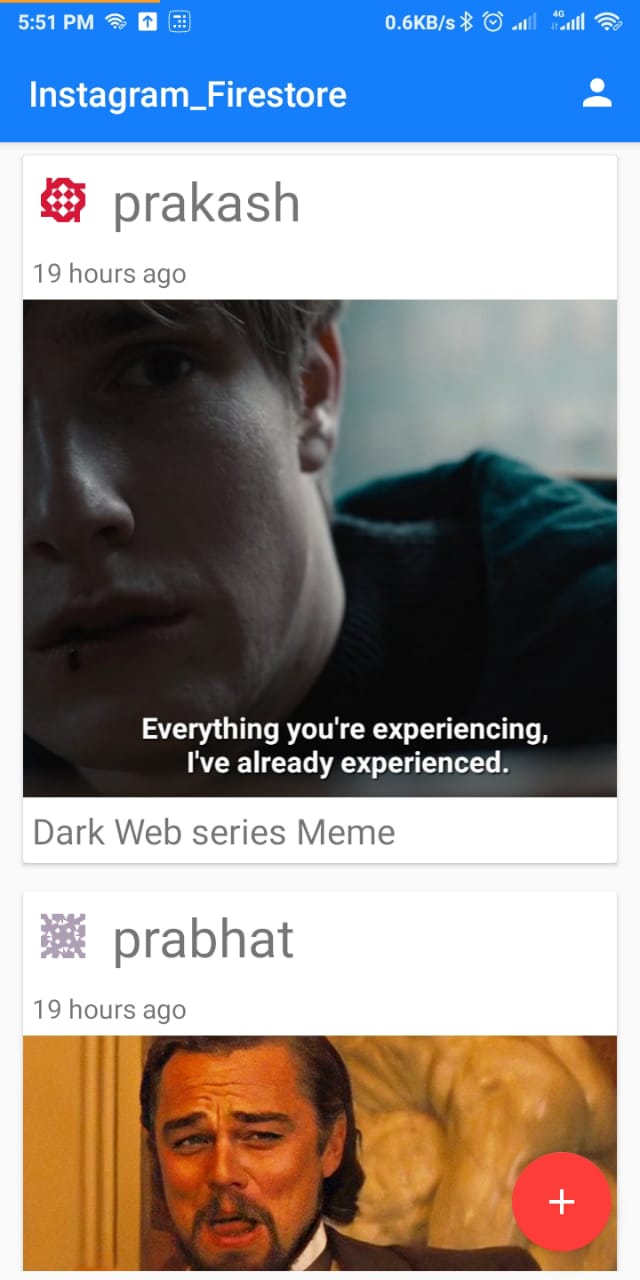 5:51 PM
0.6KB/s
4G
Instagram_Firestore
prakash
19 hours ago
Everything you're experiencing,
I've already experienced.
Dark Web series Meme
prabhat
19 hours ago
+